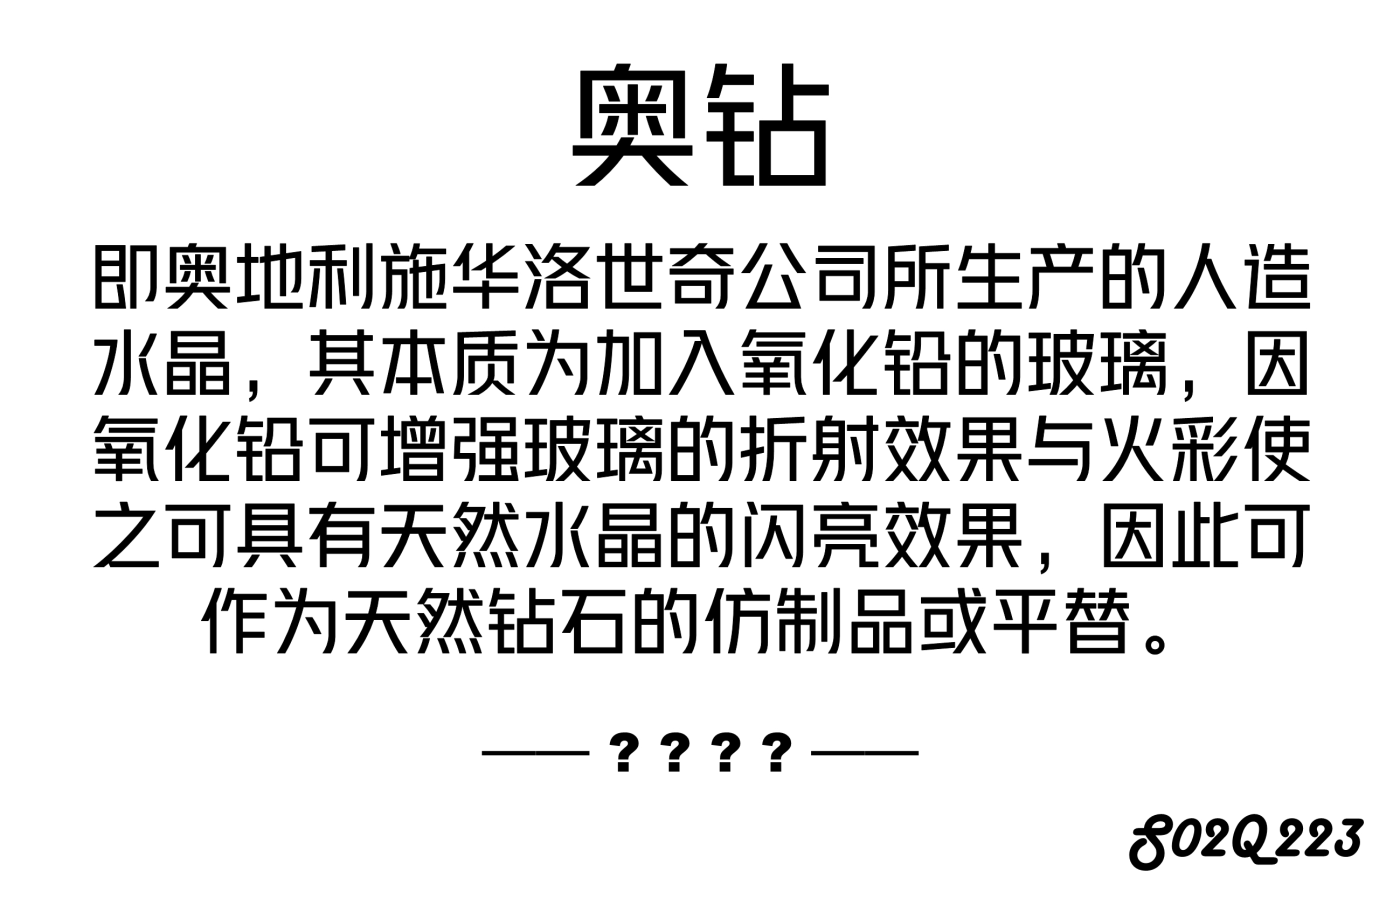 奥钻
即奥地利施华洛世奇公司所生产的人造
水晶，其本质为加入氧化铅的玻璃，因
氧化铅可增强玻璃的折射效果与火彩使
之可具有天然水晶的闪亮效果，因此可
作为天然钻石的仿制品或平替。
——？？？？——
S02Q223